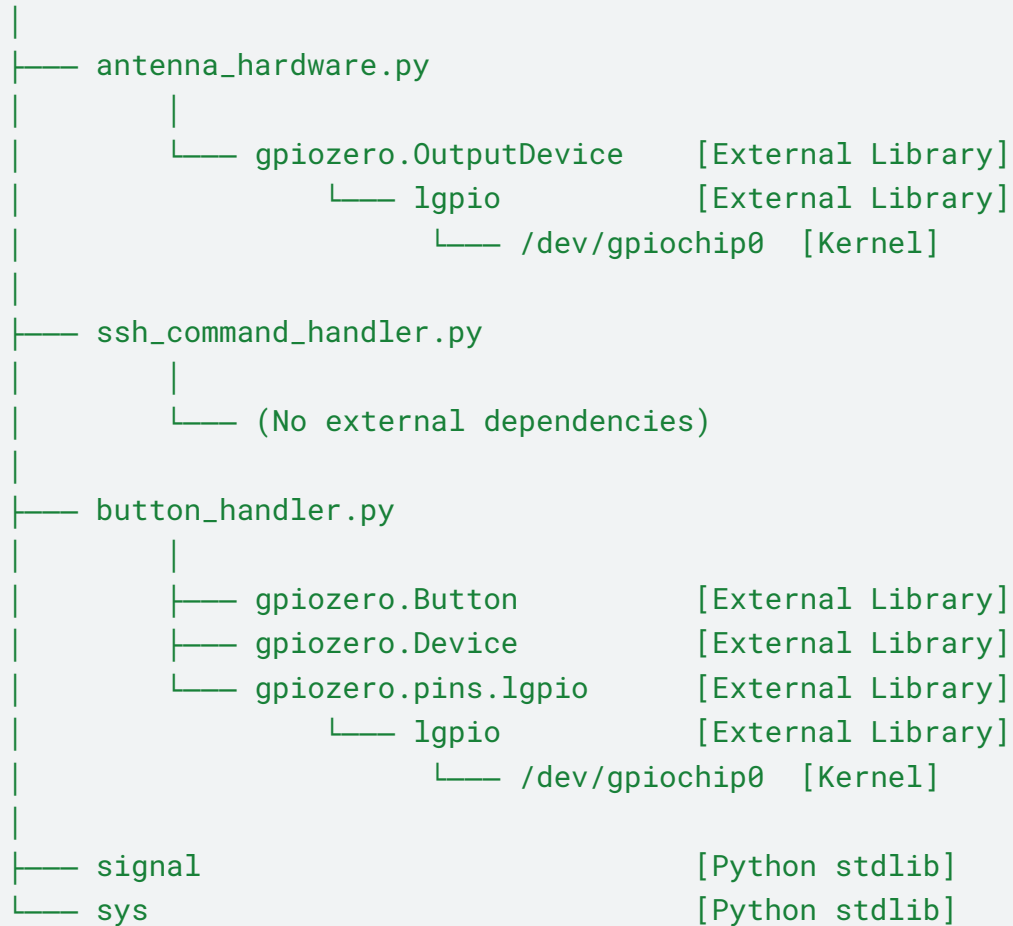 │
├─── antenna_hardware.py
│       │
│       └─── gpiozero.OutputDevice    [External Library]
│               └─── lgpio            [External Library]
│                     └─── /dev/gpiochip0  [Kernel]
│
├─── ssh_command_handler.py
│       │
│       └─── (No external dependencies)
│
├─── button_handler.py
│       │
│       ├─── gpiozero.Button          [External Library]
│       ├─── gpiozero.Device          [External Library]
│       └─── gpiozero.pins.lgpio      [External Library]
│               └─── lgpio            [External Library]
│                     └─── /dev/gpiochip0  [Kernel]
│
├─── signal                           [Python stdlib]
└─── sys                              [Python stdlib]